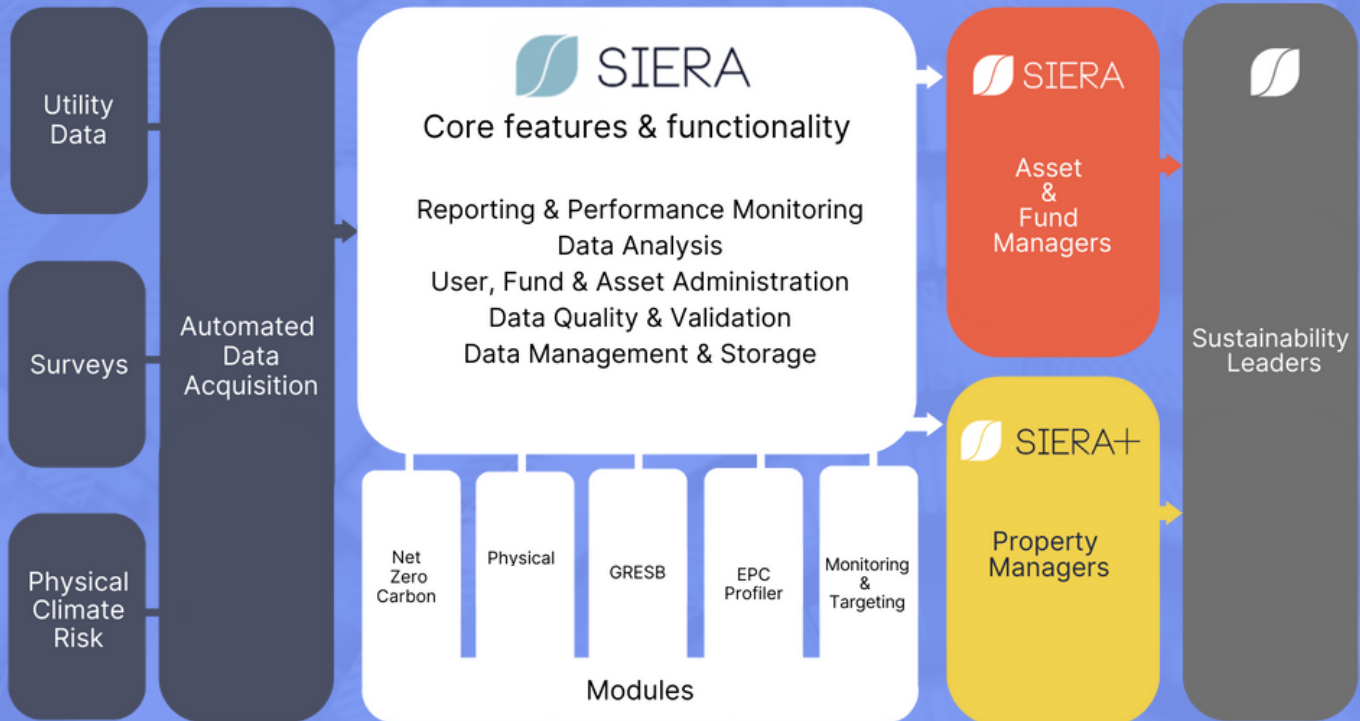 Utility
Data
Surveys
Physical
Climate
Risk
Automated
Data
Acquisition
SIERA
Core features & functionality
Reporting & Performance Monitoring
Data Analysis
User, Fund & Asset Administration
Data Quality & Validation
Data Management & Storage
Net
Zero
Carbon
Physical
GRESB
EPC
Profiler
Monitoring
&
Targeting
Modules
SIERA
Asset
&
Fund
Managers
SIERA+
Property
Managers
Sustainability
Leaders